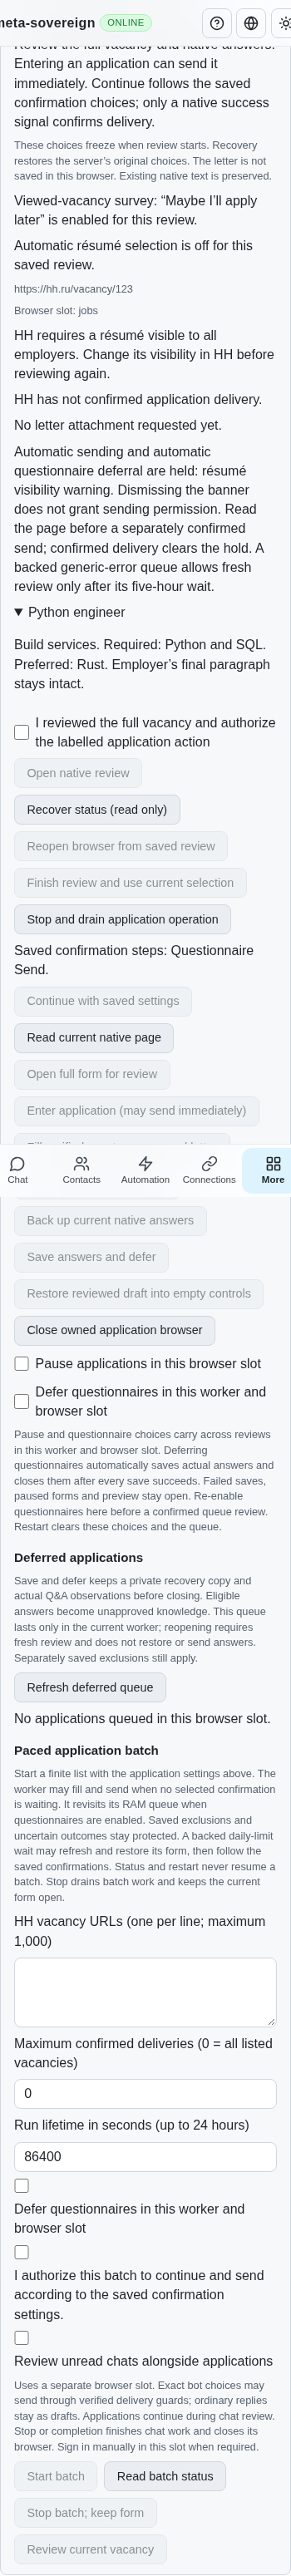 meta-sovereign ONLINE
Entering an application can send it
immediately. Continue follows the saved
confirmation choices; only a native success
signal confirms delivery.
These choices freeze when review starts. Recovery
restores the server's original choices. The letter is not
saved in this browser. Existing native text is preserved.
Viewed-vacancy survey: “Maybe I’ll apply
later” is enabled for this review.
Automatic résumé selection is off for this
saved review.
https://hh.ru/vacancy/123
Browser slot: jobs
HH requires a résumé visible to all
employers. Change its visibility in HH before
reviewing again.
HH has not confirmed application delivery.
No letter attachment requested yet.
Automatic sending and automatic
questionnaire deferral are held: résumé
visibility warning. Dismissing the banner
does not grant sending permission. Read
the page before a separately confirmed
send; confirmed delivery clears the hold. A
backed generic-error queue allows fresh
review only after its five-hour wait.
▼ Python engineer
Build services. Required: Python and SQL.
Preferred: Rust. Employer’s final paragraph
stays intact.
I reviewed the full vacancy and authorize
the labelled application action
Open native review
Recover status (read only)
Reopen browser from saved review
Finish review and use current selection
Stop and drain application operation
Saved confirmation steps: Questionnaire
Send.
Continue with saved settings
Read current native page
Open full form for review
Enter application (may send immediately)
Chat Contacts Automation Connections More
Back up current native answers
Save answers and defer
Restore reviewed draft into empty controls
Close owned application browser
Pause applications in this browser slot
Defer questionnaires in this worker and
browser slot
Pause and questionnaire choices carry across reviews
in this worker and browser slot. Deferring
questionnaires automatically saves actual answers and
closes them after every save succeeds. Failed saves,
paused forms and preview stay open. Re-enable
questionnaires here before a confirmed queue review.
Restart clears these choices and the queue.
Deferred applications
Save and defer keeps a private recovery copy and
actual Q&A observations before closing. Eligible
answers become unapproved knowledge. This queue
lasts only in the current worker; reopening requires
fresh review and does not restore or send answers.
Separately saved exclusions still apply.
Refresh deferred queue
No applications queued in this browser slot.
Paced application batch
Start a finite list with the application settings above. The
worker may fill and send when no selected confirmation
is waiting. It revisits its RAM queue when
questionnaires are enabled. Saved exclusions and
uncertain outcomes stay protected. A backed daily-limit
wait may refresh and restore its form, then follow the
saved confirmations. Status and restart never resume a
batch. Stop drains batch work and keeps the current
form open.
HH vacancy URLs (one per line; maximum
1,000)
Maximum confirmed deliveries (0 = all listed
vacancies)
0
Run lifetime in seconds (up to 24 hours)
86400
Defer questionnaires in this worker and
browser slot
I authorize this batch to continue and send
according to the saved confirmation
settings.
Review unread chats alongside applications
Uses a separate browser slot. Exact bot choices may
send through verified delivery guards; ordinary replies
stay as drafts. Applications continue during chat review.
Stop or completion finishes chat work and closes its
browser. Sign in manually in this slot when required.
Start batch Read batch status
Stop batch; keep form
Review current vacancy